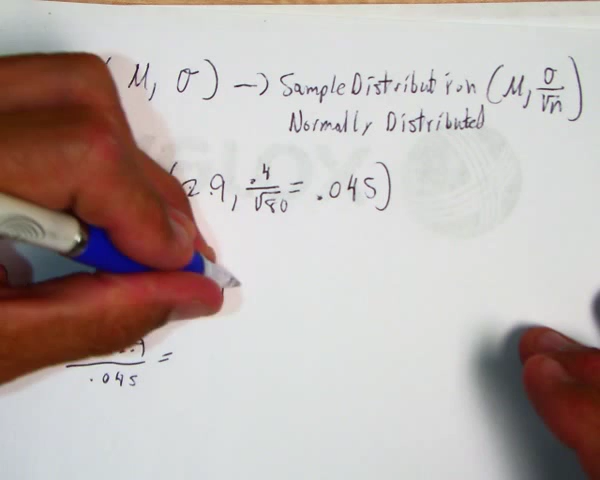 ( M, σ ) → Sample Distribution (M, σ/√n)
Normally Distributed
(2.9, .4/√80 = .045)
.045 =